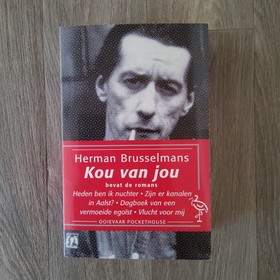 Herman Brusselmans
Kou van jou
bevat de romans
Heden ben ik nuchter • Zijn er kanalen
in Aalst? • Dagboek van een
vermoeide egoïst • Vlucht voor mij
OOIEVAAR POCKETHOUSE